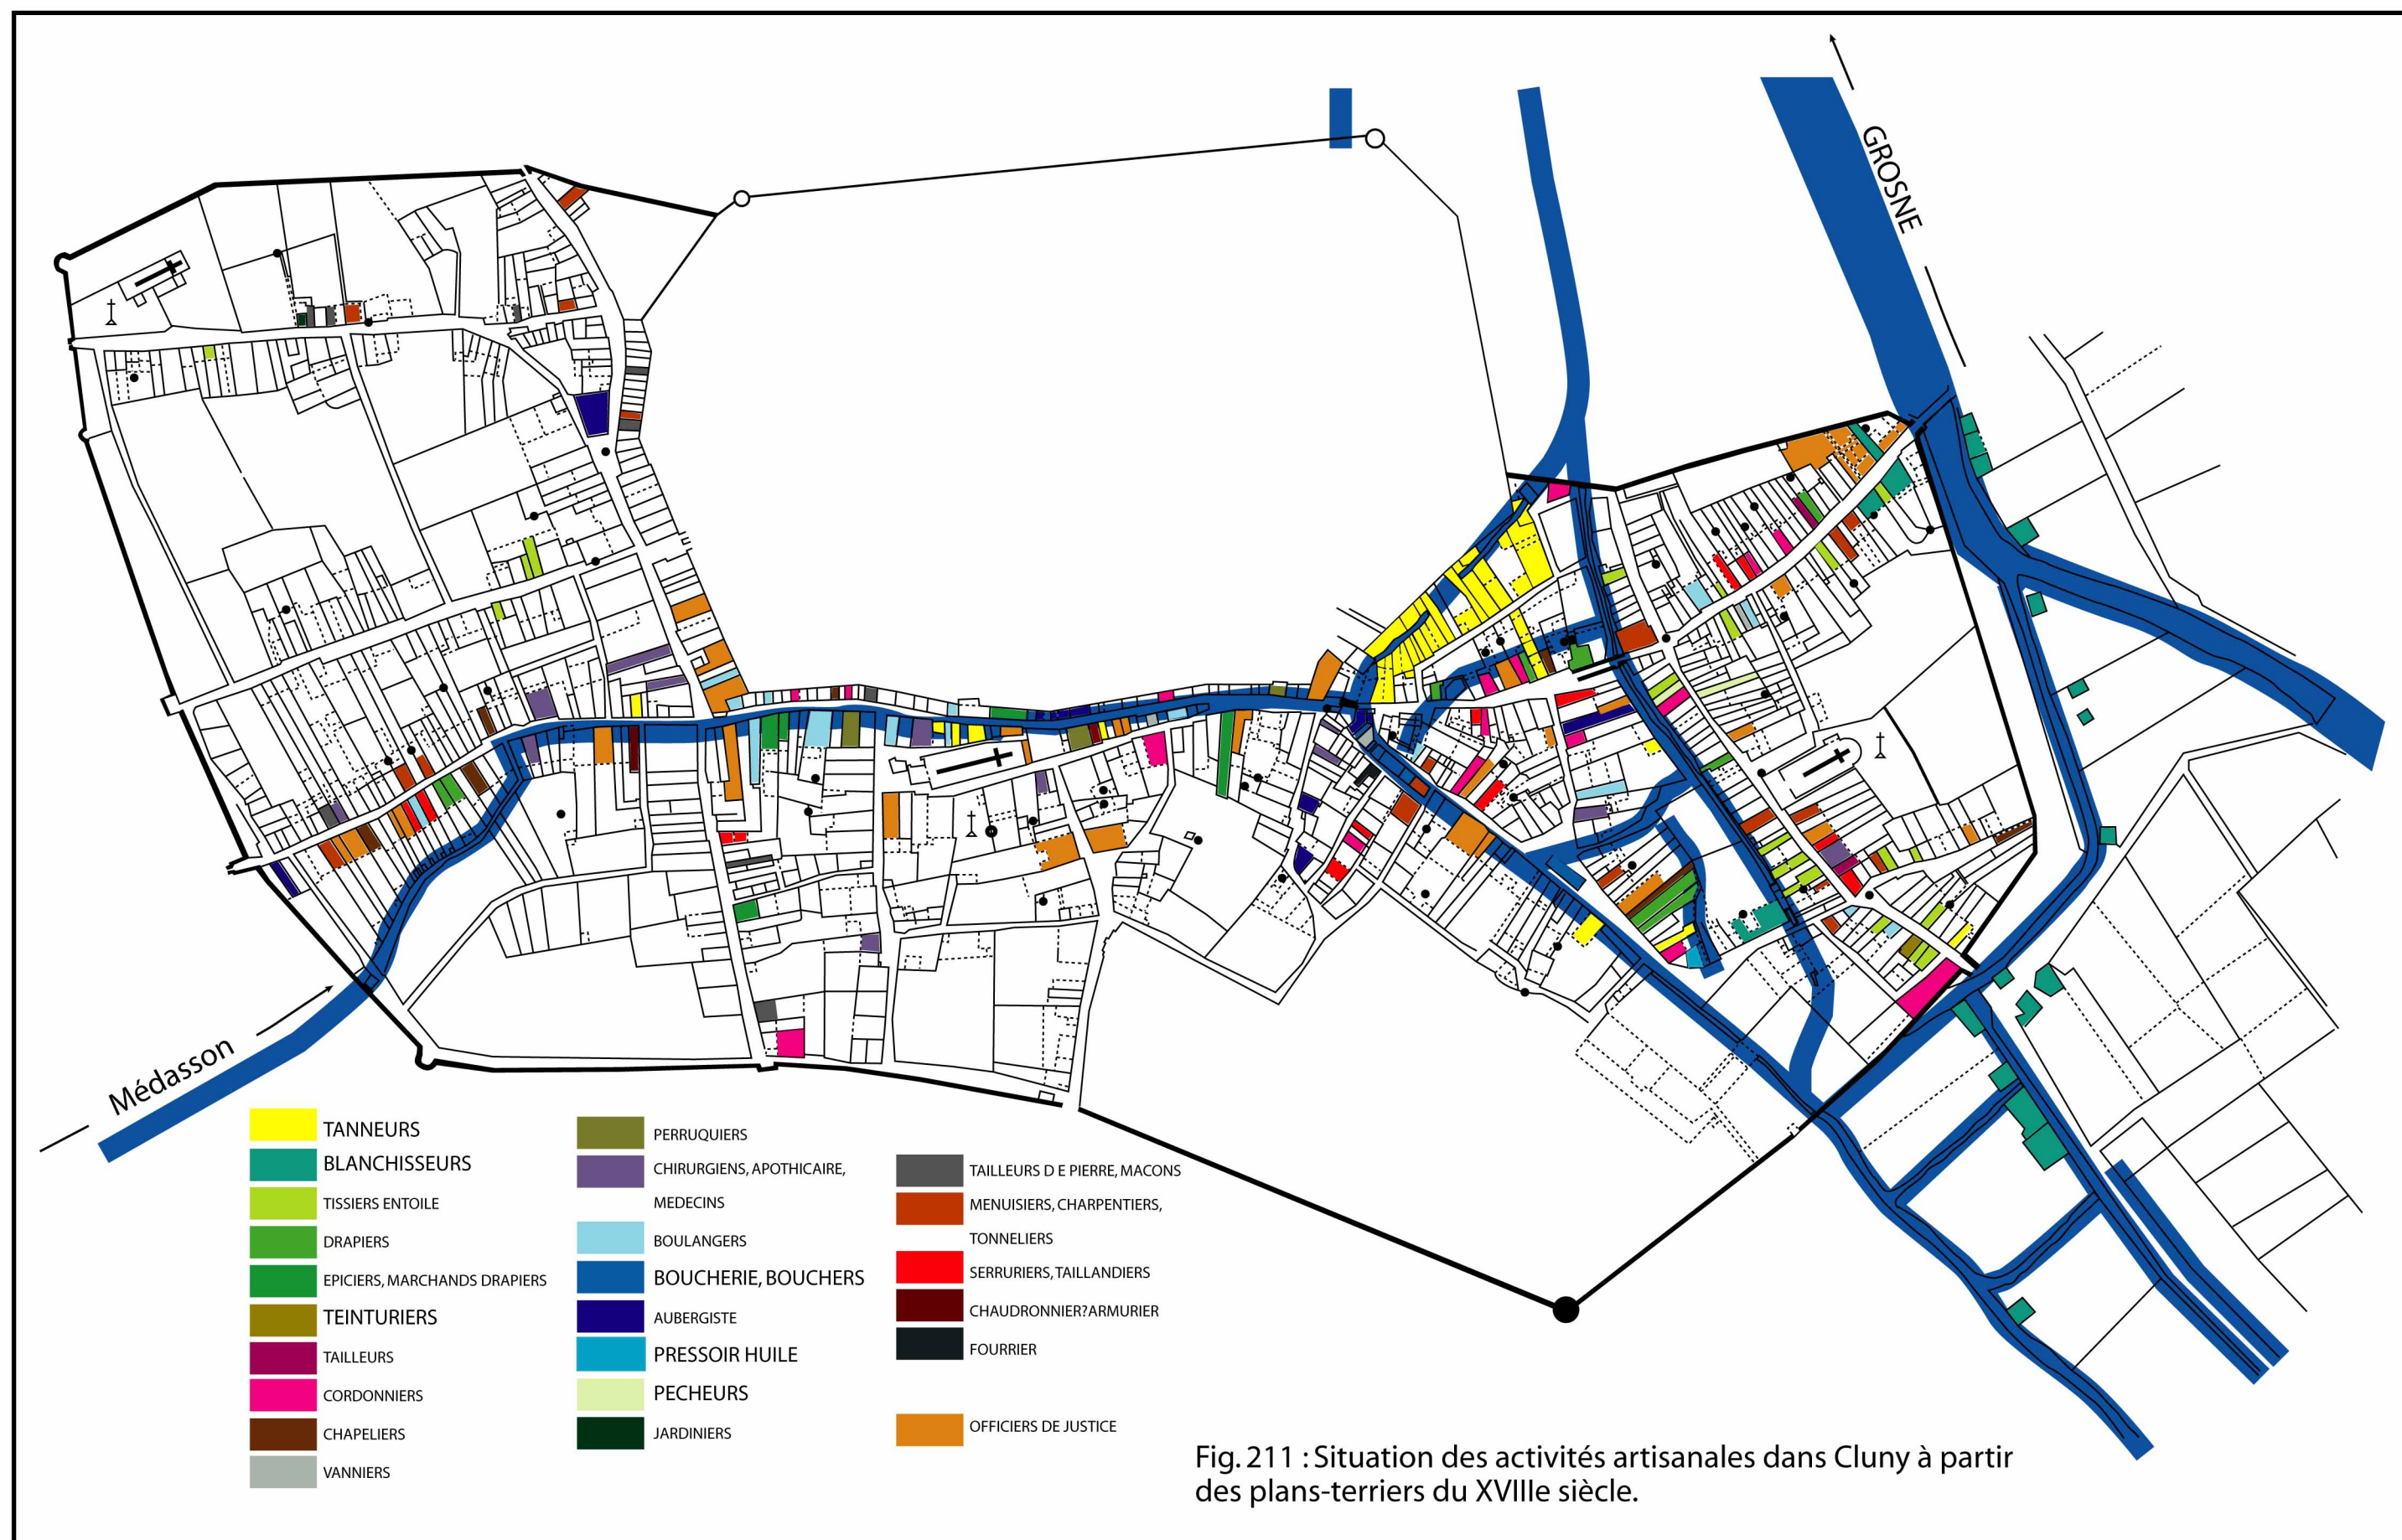 GROSNE
Médasson
TANNEURS
BLANCHISSEURS
TISSIERS ENTOILE
DRAPIERS
EPICIERS, MARCHANDS DRAPIERS
TEINTURIERS
TAILLEURS
CORDONNIERS
CHAPELIERS
VANNIERS
PERRUQUIERS
CHIRURGIENS, APOTHICAIRE,
MEDECINS
BOULANGERS
BOUCHERIE, BOUCHERS
AUBERGISTE
PRESSOIR HUILE
PECHEURS
JARDINIERS
TAILLEURS D E PIERRE, MACONS
MENUISIERS, CHARPENTIERS,
TONNELIERS
SERRURIERS, TAILLANDIERS
CHAUDRONNIER?ARMURIER
FOURRIER
OFFICIERS DE JUSTICE
Fig. 211 : Situation des activités artisanales dans Cluny à partir
des plans-terriers du XVIIIe siècle.